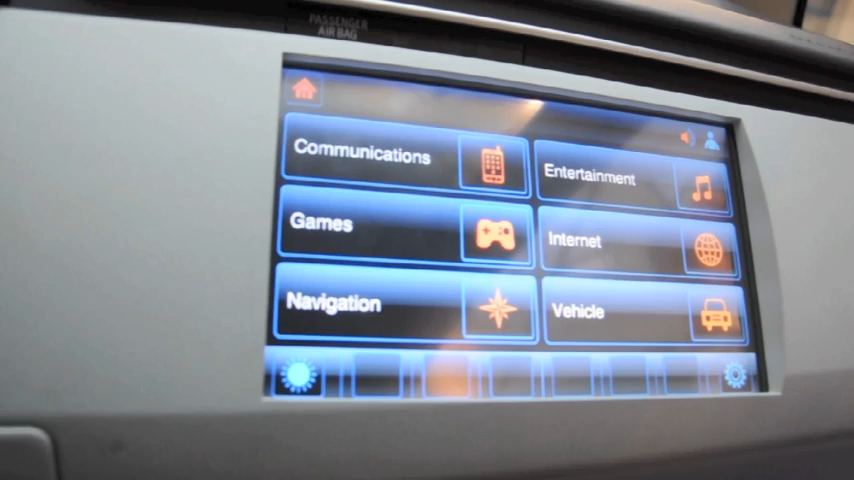 PASSENGER
AIR BAG
Communications
Entertainment
Games
Internet
Navigation
Vehicle